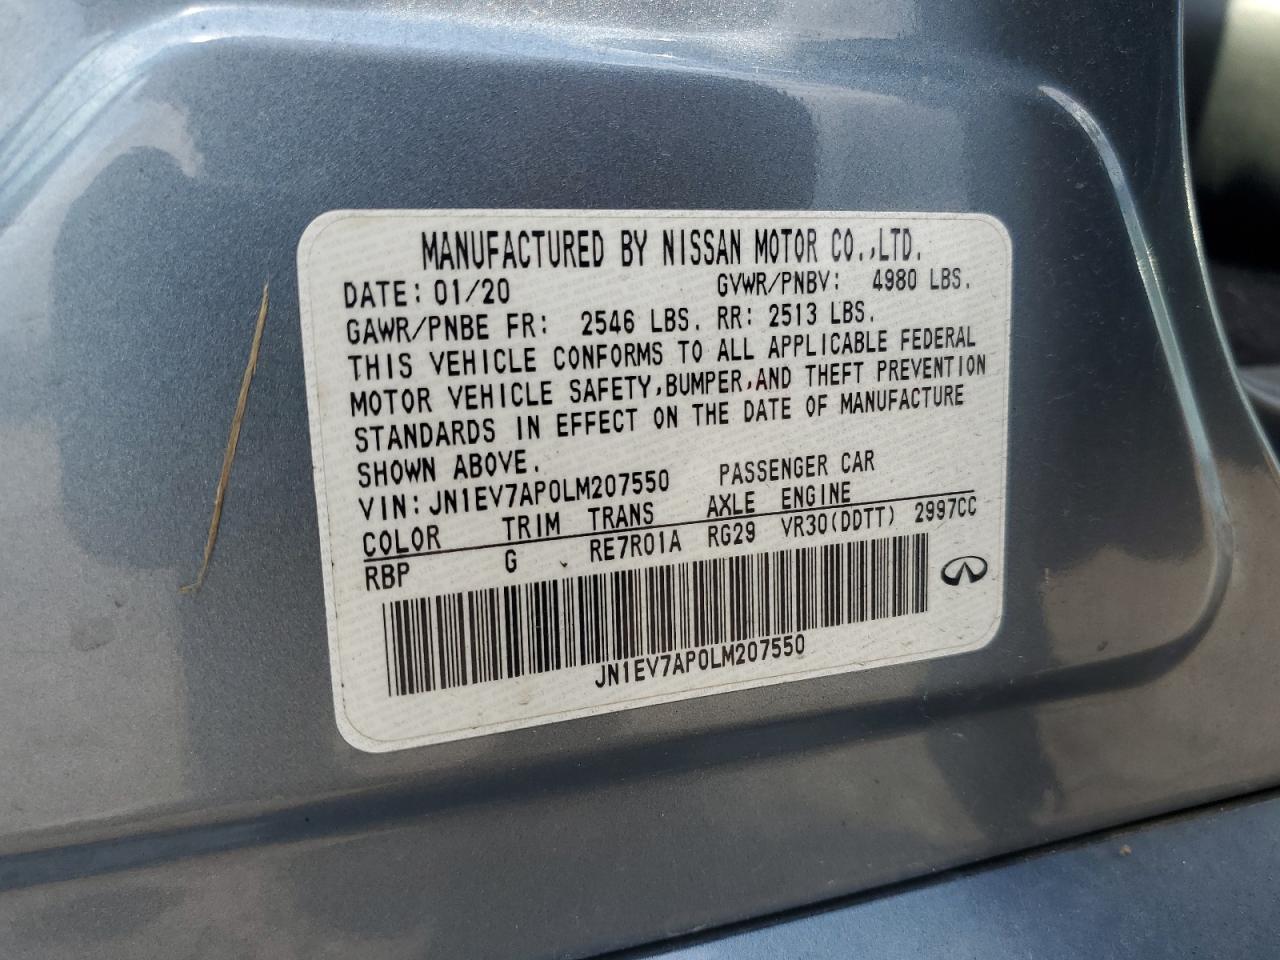 MANUFACTURED BY NISSAN MOTOR CO.,LTD.
DATE: 01/20 GVWR/PNBV: 4980 LBS.
GAWR/PNBE FR: 2546 LBS. RR: 2513 LBS.
THIS VEHICLE CONFORMS TO ALL APPLICABLE FEDERAL
MOTOR VEHICLE SAFETY,BUMPER,AND THEFT PREVENTION
STANDARDS IN EFFECT ON THE DATE OF MANUFACTURE
SHOWN ABOVE.
VIN: JN1EV7AP0LM207550 PASSENGER CAR
COLOR TRIM TRANS AXLE ENGINE
RBP G RE7R01A RG29 VR30(DDTT) 2997CC
JN1EV7AP0LM207550